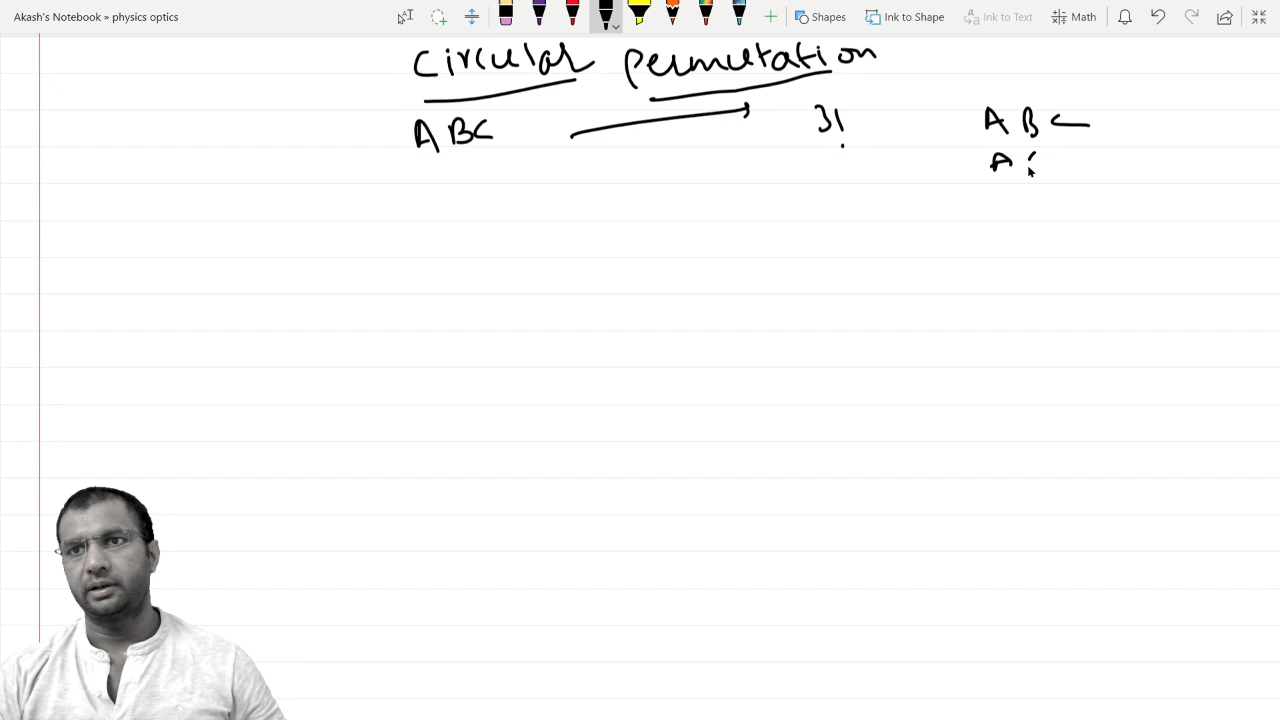 Akash's Notebook » physics optics
Shapes
Ink to Shape
Ink to Text
Math
Circular Permutation
ABC 3! ABC
A